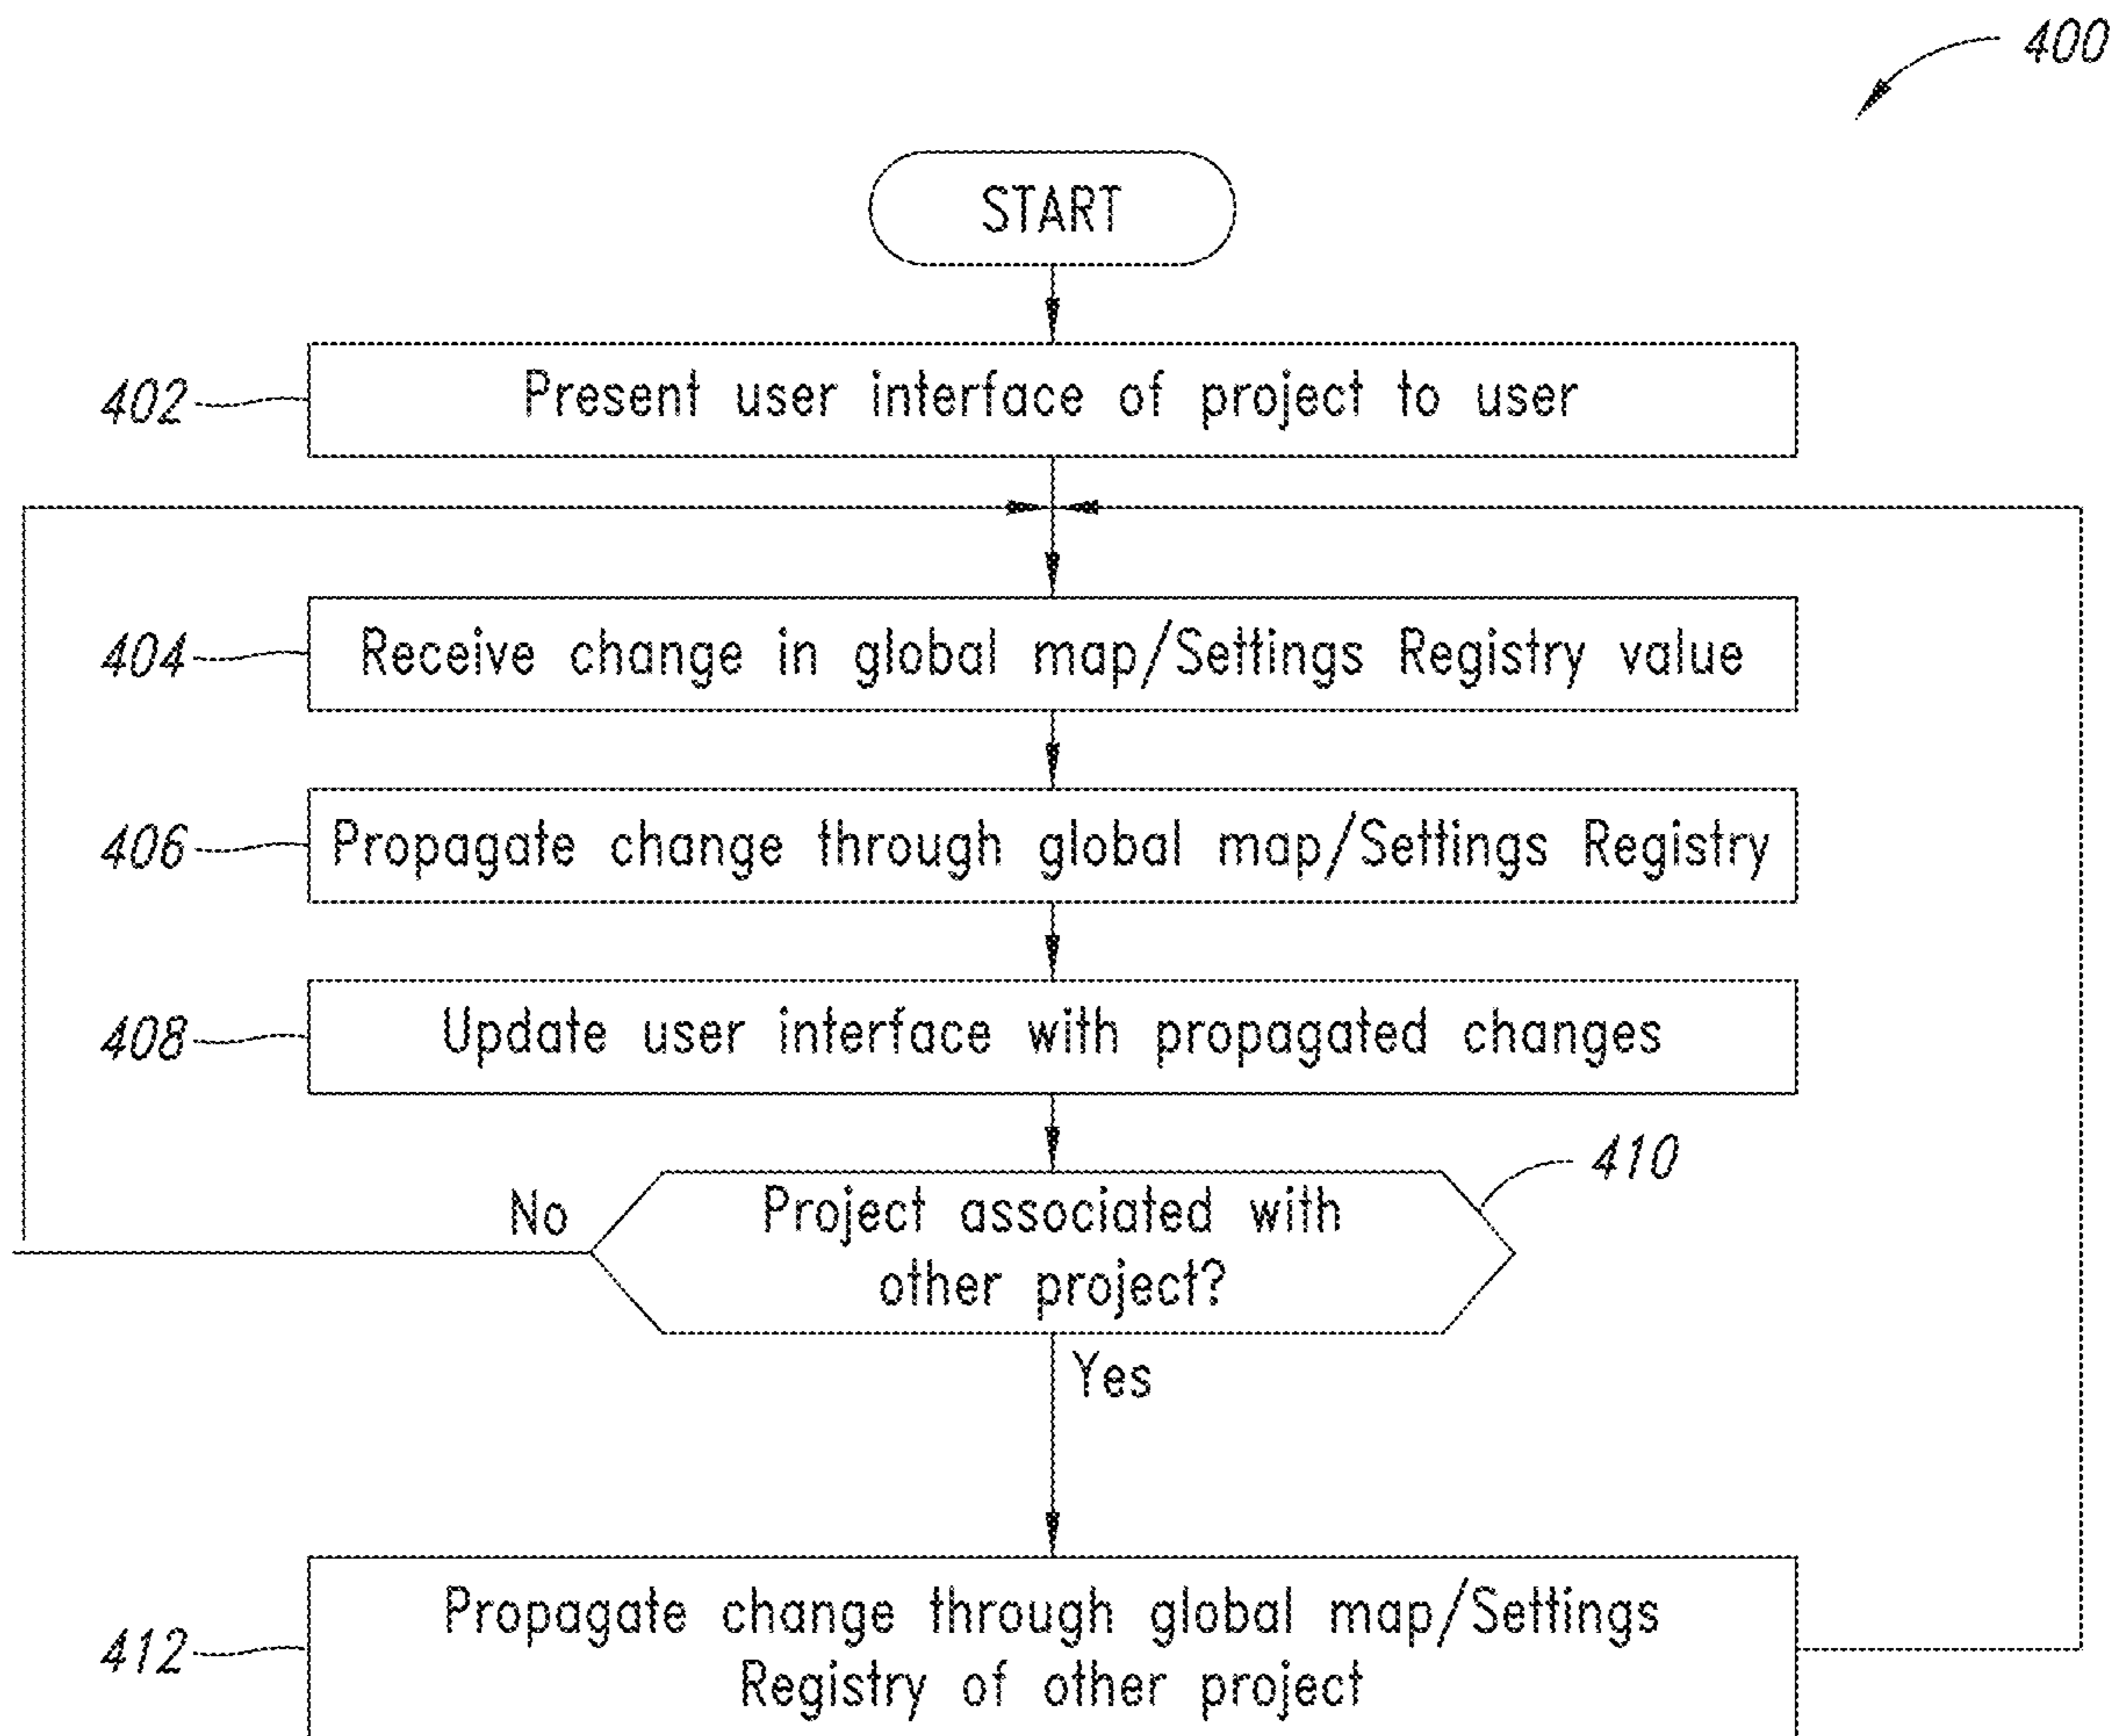 400
START
402
Present user interface of project to user
404
Receive change in global map/Settings Registry value
406
Propagate change through global map/Settings Registry
408
Update user interface with propagated changes
410
No
Project associated with
other project?
Yes
412
Propagate change through global map/Settings
Registry of other project